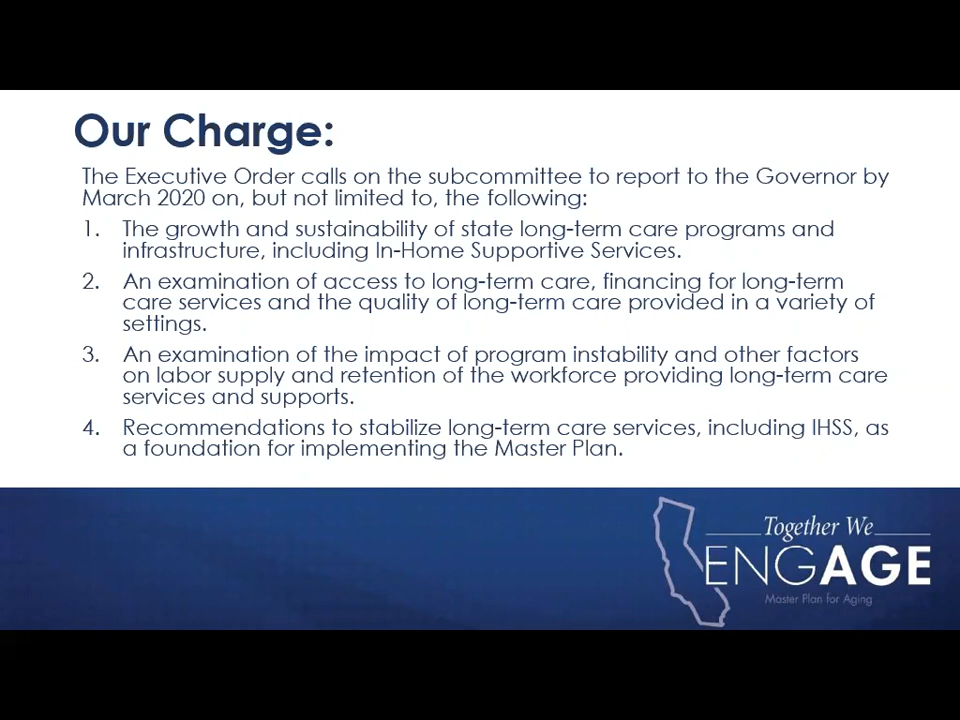 Our Charge:
The Executive Order calls on the subcommittee to report to the Governor by
March 2020 on, but not limited to, the following:
1. The growth and sustainability of state long-term care programs and
infrastructure, including In-Home Supportive Services.
2. An examination of access to long-term care, financing for long-term
care services and the quality of long-term care provided in a variety of
settings.
3. An examination of the impact of program instability and other factors
on labor supply and retention of the workforce providing long-term care
services and supports.
4. Recommendations to stabilize long-term care services, including IHSS, as
a foundation for implementing the Master Plan.
Together We
ENGAGE
Master Plan for Aging